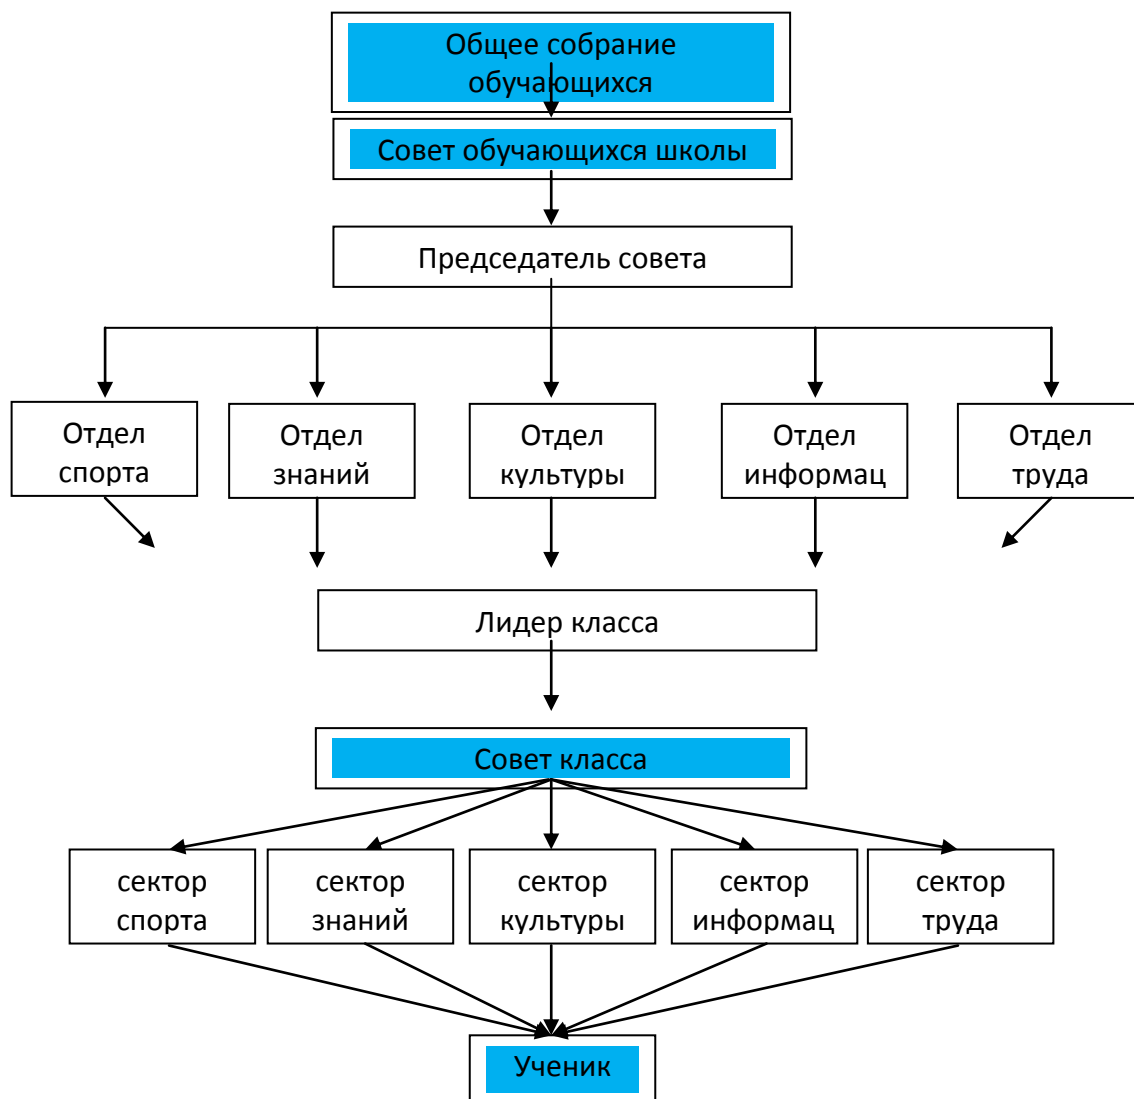 Общее собрание
обучающихся
Совет обучающихся школы
Председатель совета
Отдел
спорта
Отдел
знаний
Отдел
культуры
Отдел
информац
Отдел
труда
Лидер класса
Совет класса
сектор
спорта
сектор
знаний
сектор
культуры
сектор
информац
сектор
труда
Ученик